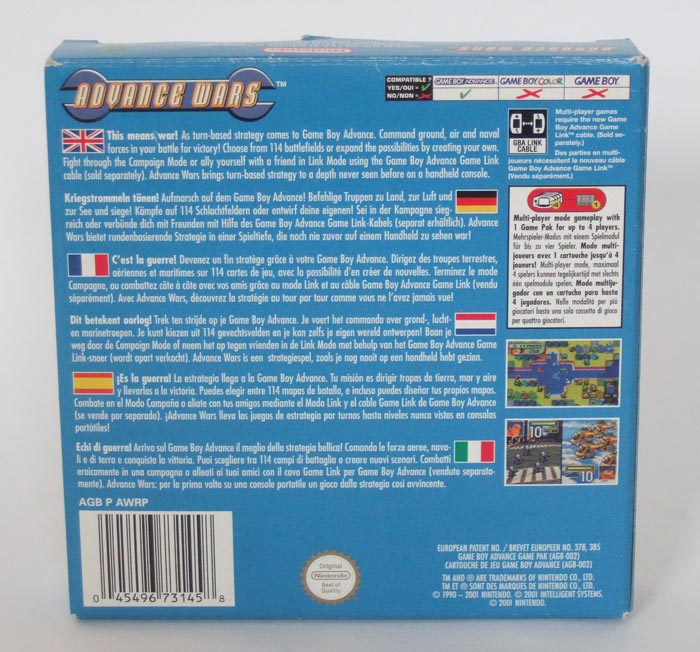 ADVANCE WARS™
COMPATIBLE ?
YES/OUI =
NO/NON =
GAME BOY ADVANCE
GAME BOY COLOR
GAME BOY
This means war! As turn-based strategy comes to Game Boy Advance. Command ground, air and naval
forces in your battle for victory! Choose from 114 battlefields or expand the possibilities by creating your own.
Fight through the Campaign Mode or ally yourself with a friend in Link Mode using the Game Boy Advance Game Link
cable (sold separately). Advance Wars brings turn-based strategy to a depth never seen before on a handheld console.
Kriegstrommeln tönen! Aufmarsch auf dem Game Boy Advance! Befehlige Truppen zu Land, zur Luft und
zur See und siege! Kämpfe auf 114 Schlachtfeldern oder entwirf deine eigenen! Sei in der Kampagne sieg-
reich oder verbünde dich mit Freunden mit Hilfe des Game Boy Advance Game Link-Kabels (separat erhältlich). Advance
Wars bietet rundenbasierende Strategie in einer Spieltiefe, die noch nie zuvor auf einem Handheld zu sehen war!
C'est la guerre! Devenez un fin stratège grâce à votre Game Boy Advance. Dirigez des troupes terrestres,
aériennes et maritimes sur 114 cartes de jeu, avec la possibilité d'en créer de nouvelles. Terminez le mode
Campagne, ou combattez côte à côte avec vos amis grâce au mode Link et au câble Game Boy Advance Game Link (vendu
séparément). Avec Advance Wars, découvrez la stratégie au tour par tour comme vous ne l'avez jamais vue!
Dit betekent oorlog! Trek ten strijde op je Game Boy Advance. Je voert het commando over grond-, lucht-
en marinetroepen. Je kunt kiezen uit 114 gevechtsvelden en je kan zelfs je eigen wereld ontwerpen! Baan je
weg door de Campaign Mode of neem het op tegen vrienden in de Link Mode met behulp van het Game Boy Advance Game
Link-snoer (wordt apart verkocht). Advance Wars is een strategiespel, zoals je nog nooit op een handheld hebt gezien.
¡Es la guerra! La estrategia llega a la Game Boy Advance. Tu misión es dirigir tropas de tierra, mar y aire
y llevarlas a la victoria. Puedes elegir entre 114 mapas de batalla, e incluso puedes diseñar tus propios mapas.
Combate en el Modo Campaña o alíate con tus amigos mediante el Modo Link y el cable Game Link de Game Boy Advance
(se vende por separado). ¡Advance Wars lleva los juegos de estrategia por turnos hasta niveles nunca vistos en consolas
portátiles!
Echi di guerra! Arriva sul Game Boy Advance il meglio della strategia bellica! Comanda le forze aeree, nava-
li e di terra e conquista la vittoria. Puoi scegliere tra 114 campi di battaglia o creare nuovi scenari. Combatti
eroicamente in una campagna o alleati ai tuoi amici con il cavo Game Link per Game Boy Advance (venduto separata-
mente). Advance Wars: per la prima volta su una console portatile un gioco dalla strategia così avvincente.
GBA LINK
CABLE
Multi-player games
require the new Game
Boy Advance Game
Link™ cable. (Sold se-
parately.)
Des parties en multi-
joueurs nécessitent le nouveau câble
Game Boy Advance Game Link™
(Vendu séparément.)
Multi-player mode gameplay with
1 Game Pak for up to 4 players.
Mehrspieler-Modus mit einem Spielmodul
für bis zu vier Spieler. Mode multi-
joueurs avec 1 cartouche jusqu'à 4
joueurs! Multi-player mode, maximaal
4 spelers kunnen tegelijkertijd met slechts
één spelmodule spelen. Modo multiju-
gador con un cartucho para hasta
4 jugadores. Nelle modalità per più
giocatori basta una sola cassetta di gioco
per quattro giocatori.
10
10
AGB P AWRP
0 45496 73145 8
Original
Nintendo
Seal of
Quality
EUROPEAN PATENT NO. / BREVET EUROPEEN NO. 378, 385
GAME BOY ADVANCE GAME PAK (AGB-002)
CARTOUCHE DE JEU GAME BOY ADVANCE (AGB-002)
TM AND ® ARE TRADEMARKS OF NINTENDO CO., LTD.
TM ET ® SONT DES MARQUES DE NINTENDO CO., LTD.
© 1990 – 2001 INTELLIGENT SYSTEMS.
© 2001 NINTENDO.